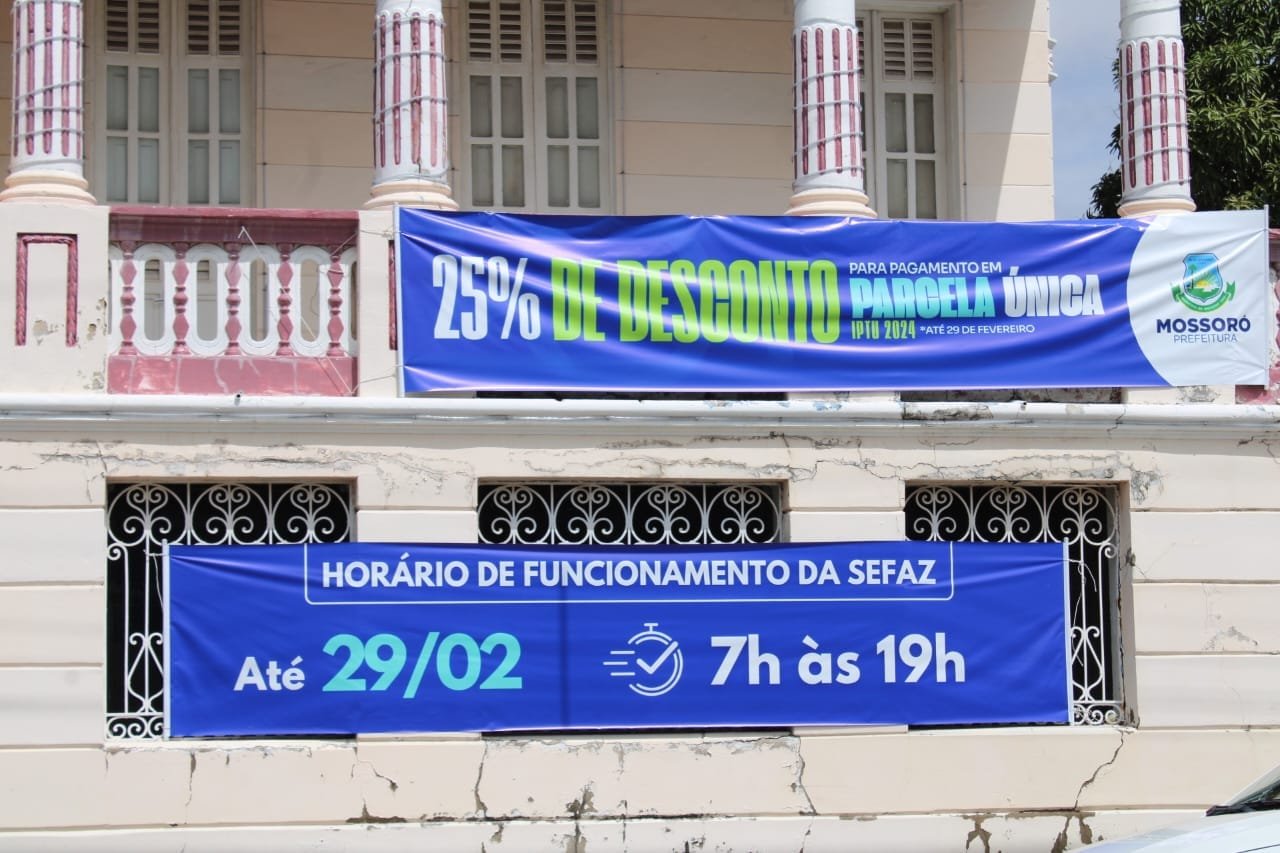 25% DE DESCONTO
PARA PAGAMENTO EM
PARCELA ÚNICA
IPTU 2024 *ATÉ 29 DE FEVEREIRO
MOSSORÓ
PREFEITURA
HORÁRIO DE FUNCIONAMENTO DA SEFAZ
Até 29/02
7h às 19h